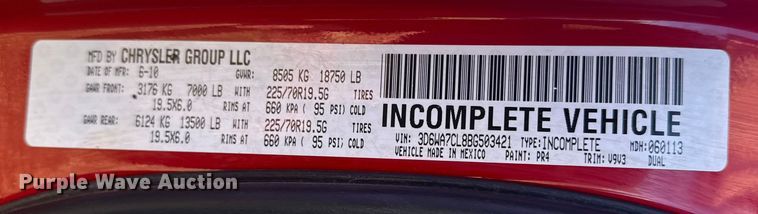 MFD BY CHRYSLER GROUP LLC
DATE OF MFR: 6-10 GVWR: 8505 KG 18750 LB
GAWR FRONT: 3176 KG 7000 LB WITH 225/70R19.5G TIRES
19.5X6.0 RIMS AT 660 KPA ( 95 PSI) COLD
GAWR REAR: 6124 KG 13500 LB WITH 225/70R19.5G TIRES
19.5X6.0 RIMS AT 660 KPA ( 95 PSI) COLD
INCOMPLETE VEHICLE
VIN: 3D6WA7CL8BG503421 TYPE: INCOMPLETE MDH: 060113
VEHICLE MADE IN MEXICO PAINT: PR4 TRIM: V9V3 DUAL
Purple Wave Auction